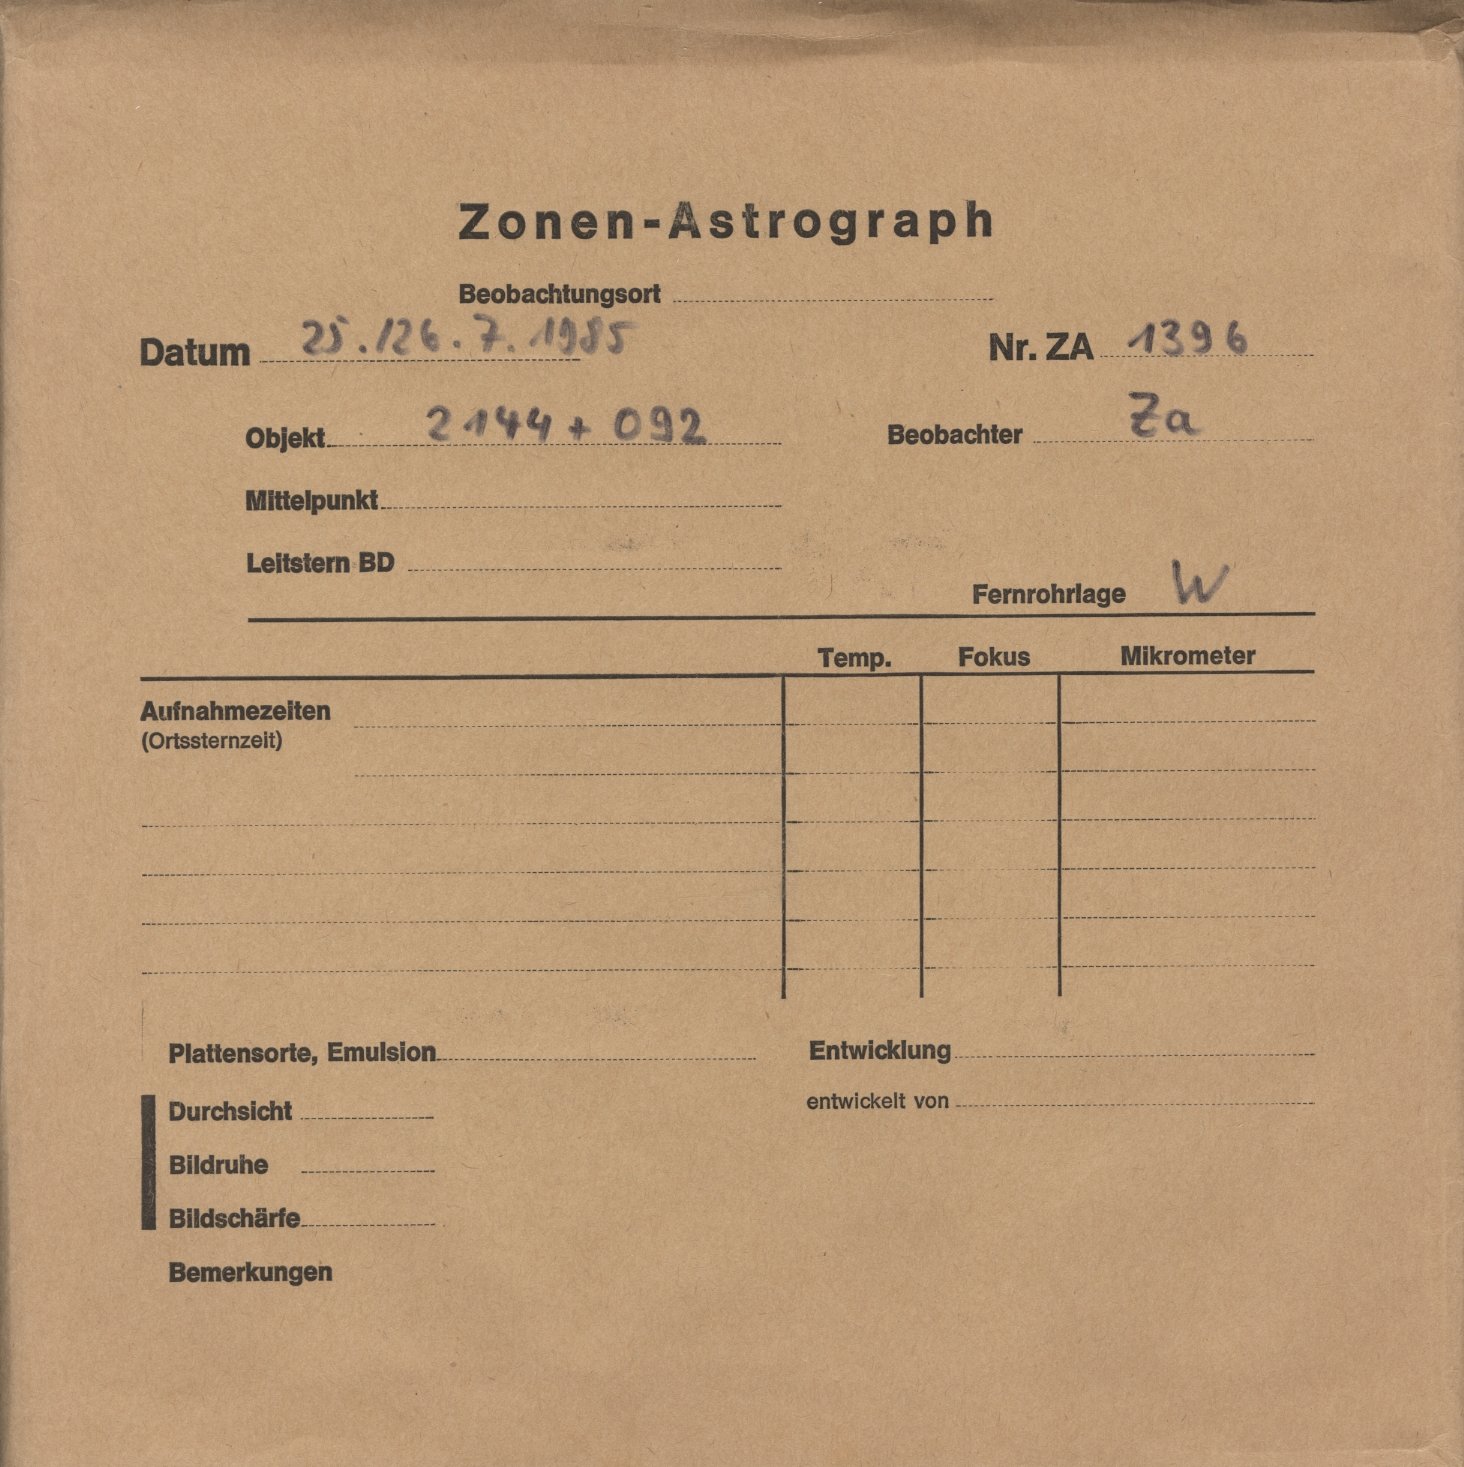 Zonen-Astrograph
Beobachtungsort
Datum 25./26.7.1985 Nr. ZA 1396
Objekt 2144+092 Beobachter Za
Mittelpunkt
Leitstern BD
Fernrohrlage W
Temp. Fokus Mikrometer
Aufnahmezeiten
(Ortssternzeit)
Plattensorte, Emulsion Entwicklung
Durchsicht entwickelt von
Bildruhe
Bildschärfe
Bemerkungen